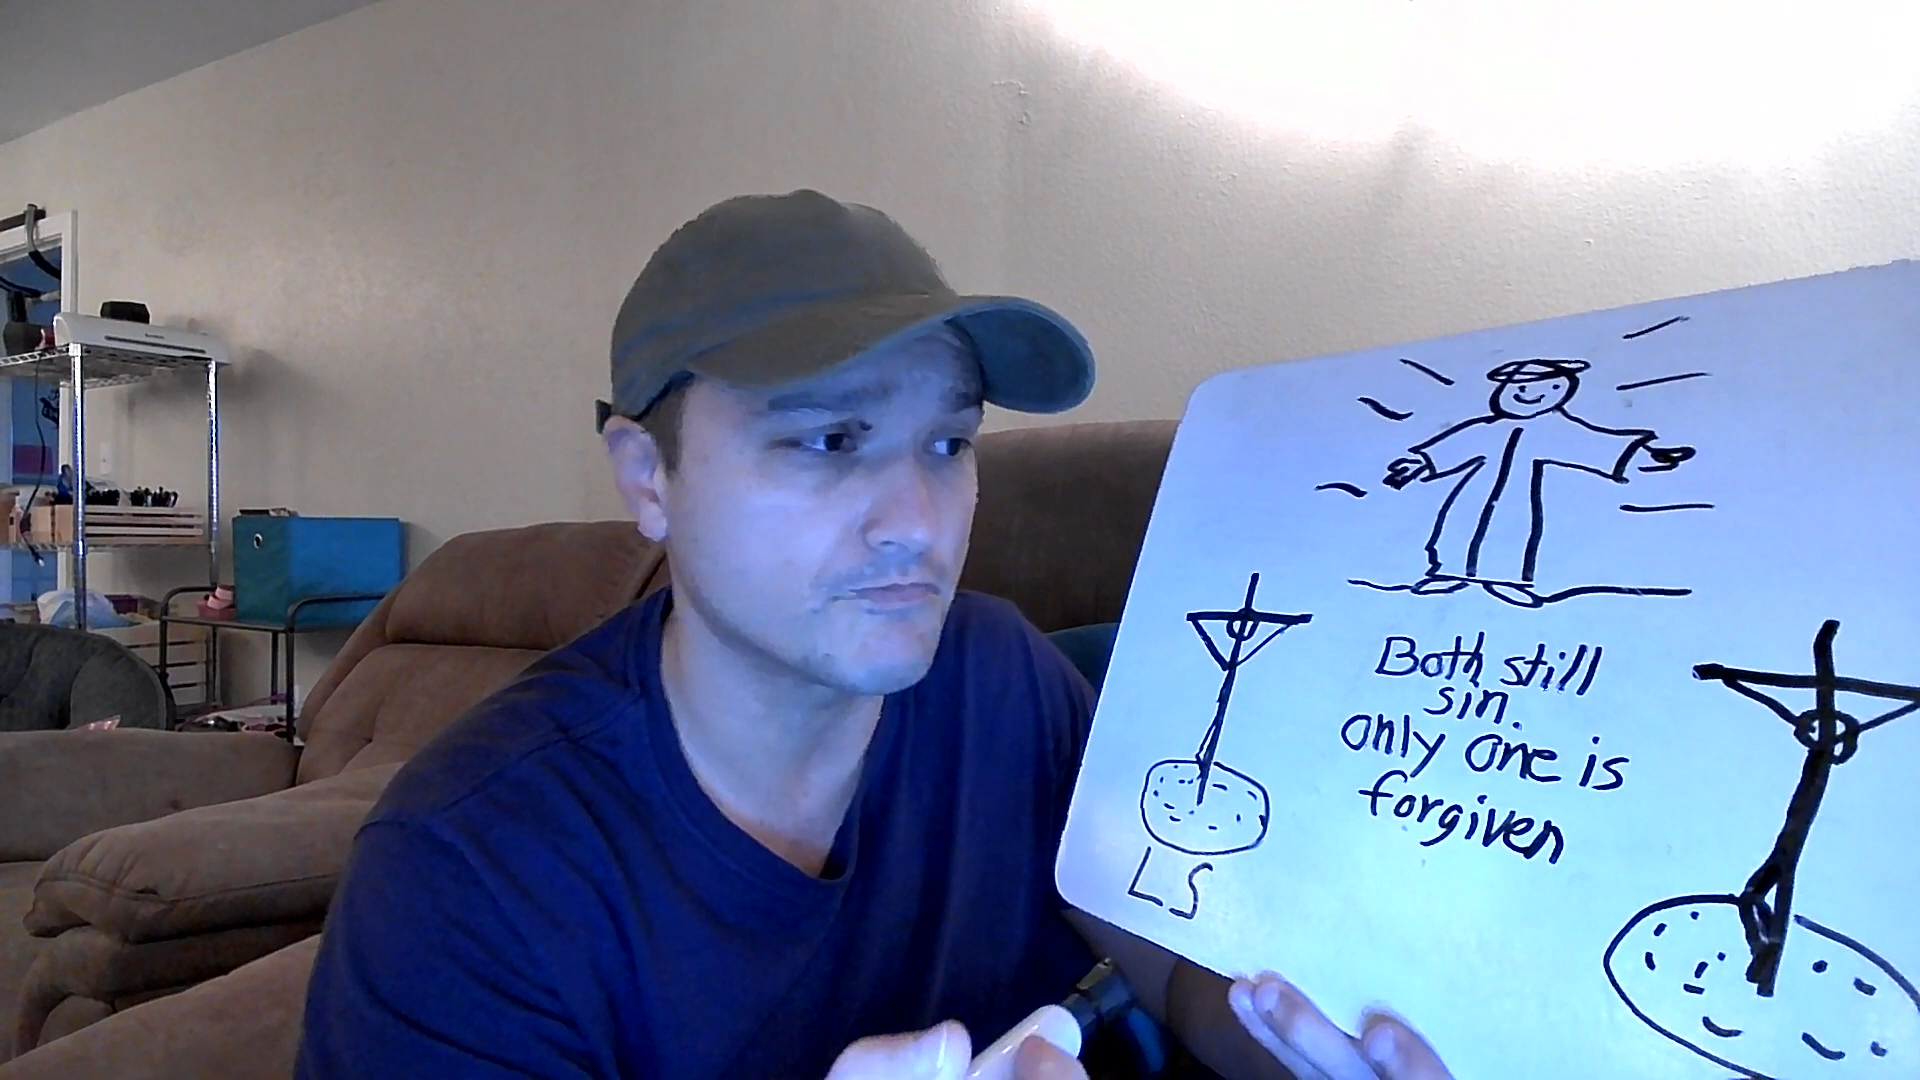 Both still
sin.
only one is
forgiven
LS